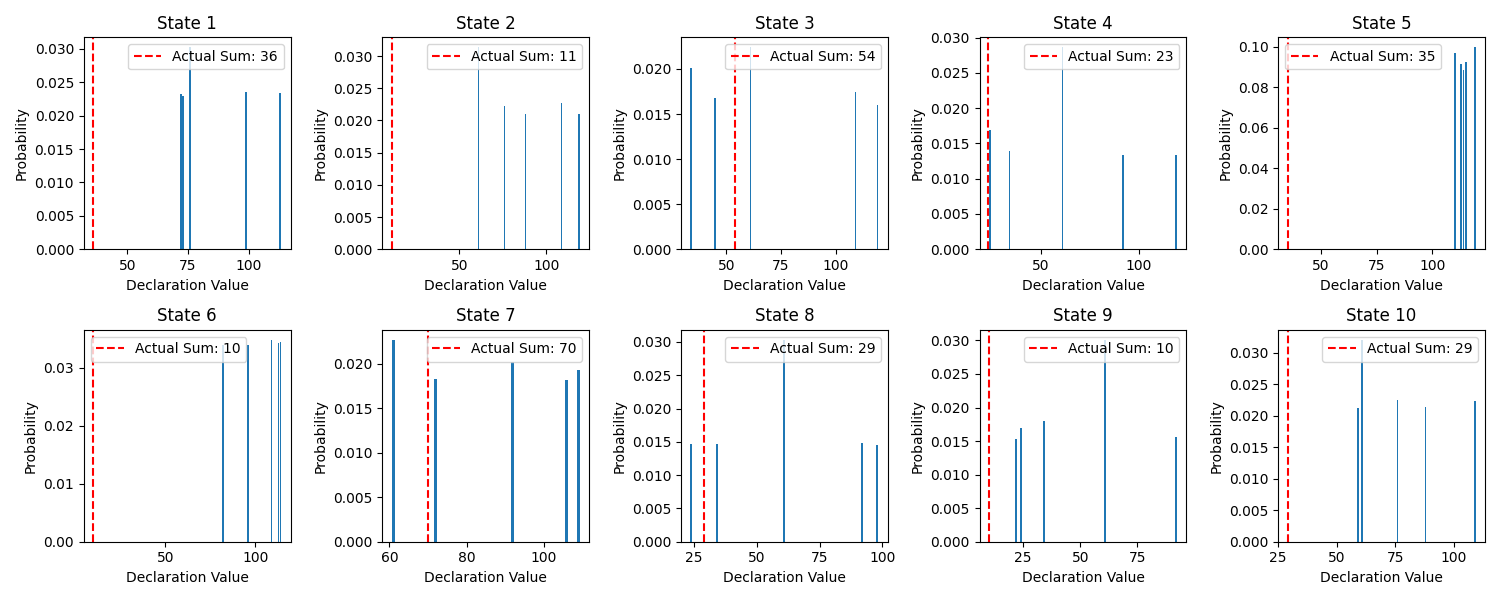 State 1
Actual Sum: 36
Probability
0.030
0.025
0.020
0.015
0.010
0.005
0.000
50 75 100
Declaration Value
State 2
Actual Sum: 11
Probability
0.030
0.025
0.020
0.015
0.010
0.005
0.000
50 100
Declaration Value
State 3
Actual Sum: 54
Probability
0.020
0.015
0.010
0.005
0.000
50 75 100
Declaration Value
State 4
Actual Sum: 23
Probability
0.030
0.025
0.020
0.015
0.010
0.005
0.000
50 100
Declaration Value
State 5
Actual Sum: 35
Probability
0.10
0.08
0.06
0.04
0.02
0.00
50 75 100
Declaration Value
State 6
Actual Sum: 10
Probability
0.03
0.02
0.01
0.00
50 100
Declaration Value
State 7
Actual Sum: 70
Probability
0.020
0.015
0.010
0.005
0.000
60 80 100
Declaration Value
State 8
Actual Sum: 29
Probability
0.030
0.025
0.020
0.015
0.010
0.005
0.000
25 50 75 100
Declaration Value
State 9
Actual Sum: 10
Probability
0.030
0.025
0.020
0.015
0.010
0.005
0.000
25 50 75
Declaration Value
State 10
Actual Sum: 29
Probability
0.030
0.025
0.020
0.015
0.010
0.005
0.000
25 50 75 100
Declaration Value